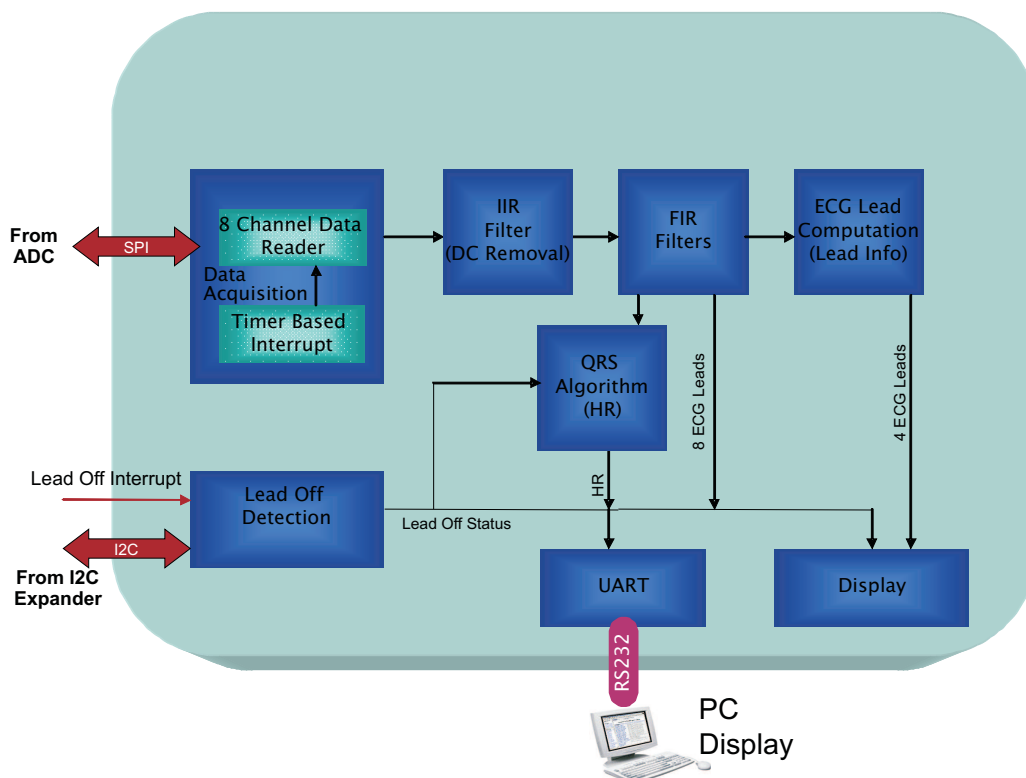 From
ADC
SPI
8 Channel Data
Reader
Data
Acquisition
Timer Based
Interrupt
IIR
Filter
(DC Removal)
FIR
Filters
ECG Lead
Computation
(Lead Info)
QRS
Algorithm
(HR)
8 ECG Leads
4 ECG Leads
Lead Off Interrupt
Lead Off
Detection
HR
Lead Off Status
I2C
From I2C
Expander
UART
Display
RS232
PC
Display